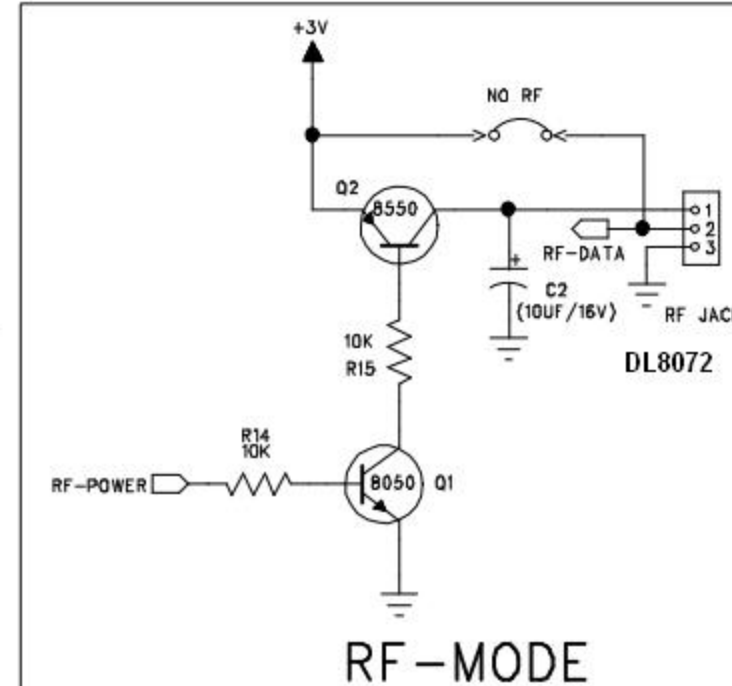 +3V
NO RF
Q2
8550
1
2
3
RF-DATA
+
C2
(10UF/16V)
RF JAC
DL8072
10K
R15
R14
10K
RF-POWER
8050
Q1
RF-MODE